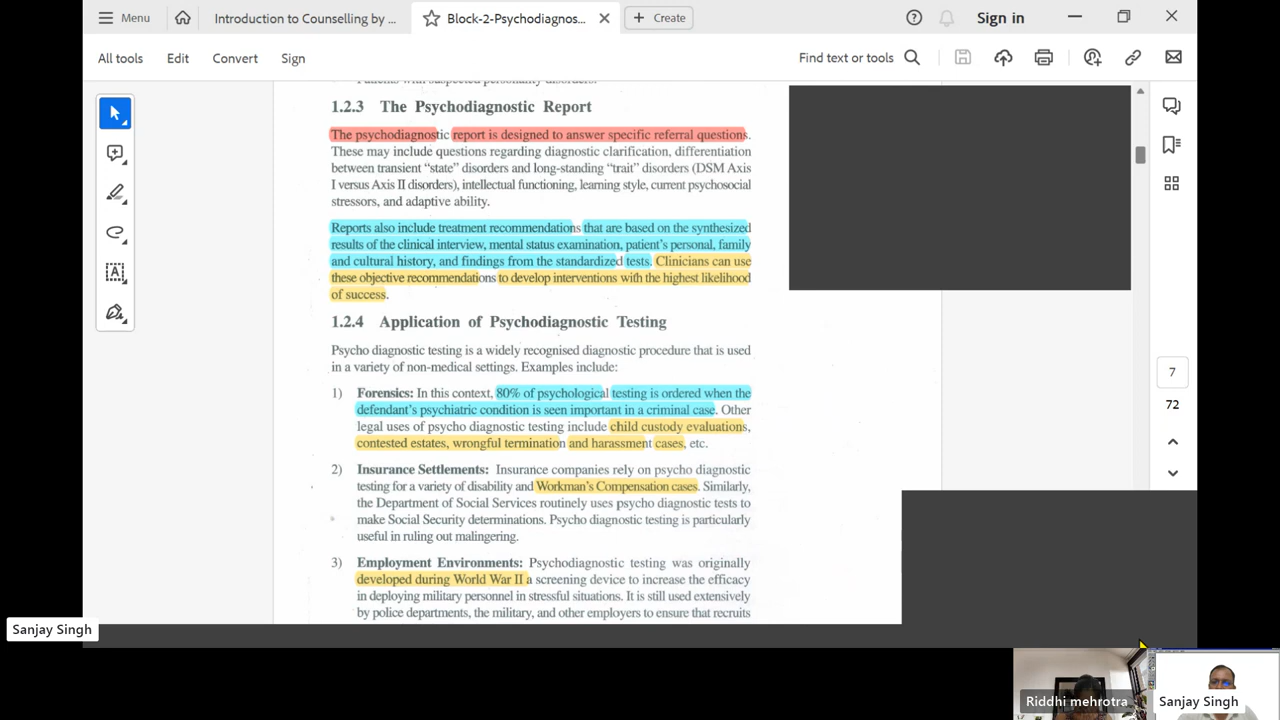 Menu
Introduction to Counselling by ...
Block-2-Psychodiagnos...
Create
Sign in
All tools
Edit
Convert
Sign
Find text or tools
Patients with suspected personality disorders.
1.2.3 The Psychodiagnostic Report
The psychodiagnostic report is designed to answer specific referral questions.
These may include questions regarding diagnostic clarification, differentiation
between transient “state” disorders and long-standing “trait” disorders (DSM Axis
I versus Axis II disorders), intellectual functioning, learning style, current psychosocial
stressors, and adaptive ability.
Reports also include treatment recommendations that are based on the synthesized
results of the clinical interview, mental status examination, patient’s personal, family
and cultural history, and findings from the standardized tests. Clinicians can use
these objective recommendations to develop interventions with the highest likelihood
of success.
1.2.4 Application of Psychodiagnostic Testing
Psycho diagnostic testing is a widely recognised diagnostic procedure that is used
in a variety of non-medical settings. Examples include:
1) Forensics: In this context, 80% of psychological testing is ordered when the
defendant’s psychiatric condition is seen important in a criminal case. Other
legal uses of psycho diagnostic testing include child custody evaluations,
contested estates, wrongful termination and harassment cases, etc.
2) Insurance Settlements: Insurance companies rely on psycho diagnostic
testing for a variety of disability and Workman’s Compensation cases. Similarly,
the Department of Social Services routinely uses psycho diagnostic tests to
make Social Security determinations. Psycho diagnostic testing is particularly
useful in ruling out malingering.
3) Employment Environments: Psychodiagnostic testing was originally
developed during World War II a screening device to increase the efficacy
in deploying military personnel in stressful situations. It is still used extensively
by police departments, the military, and other employers to ensure that recruits
7
72
Sanjay Singh
Riddhi mehrotra
Sanjay Singh